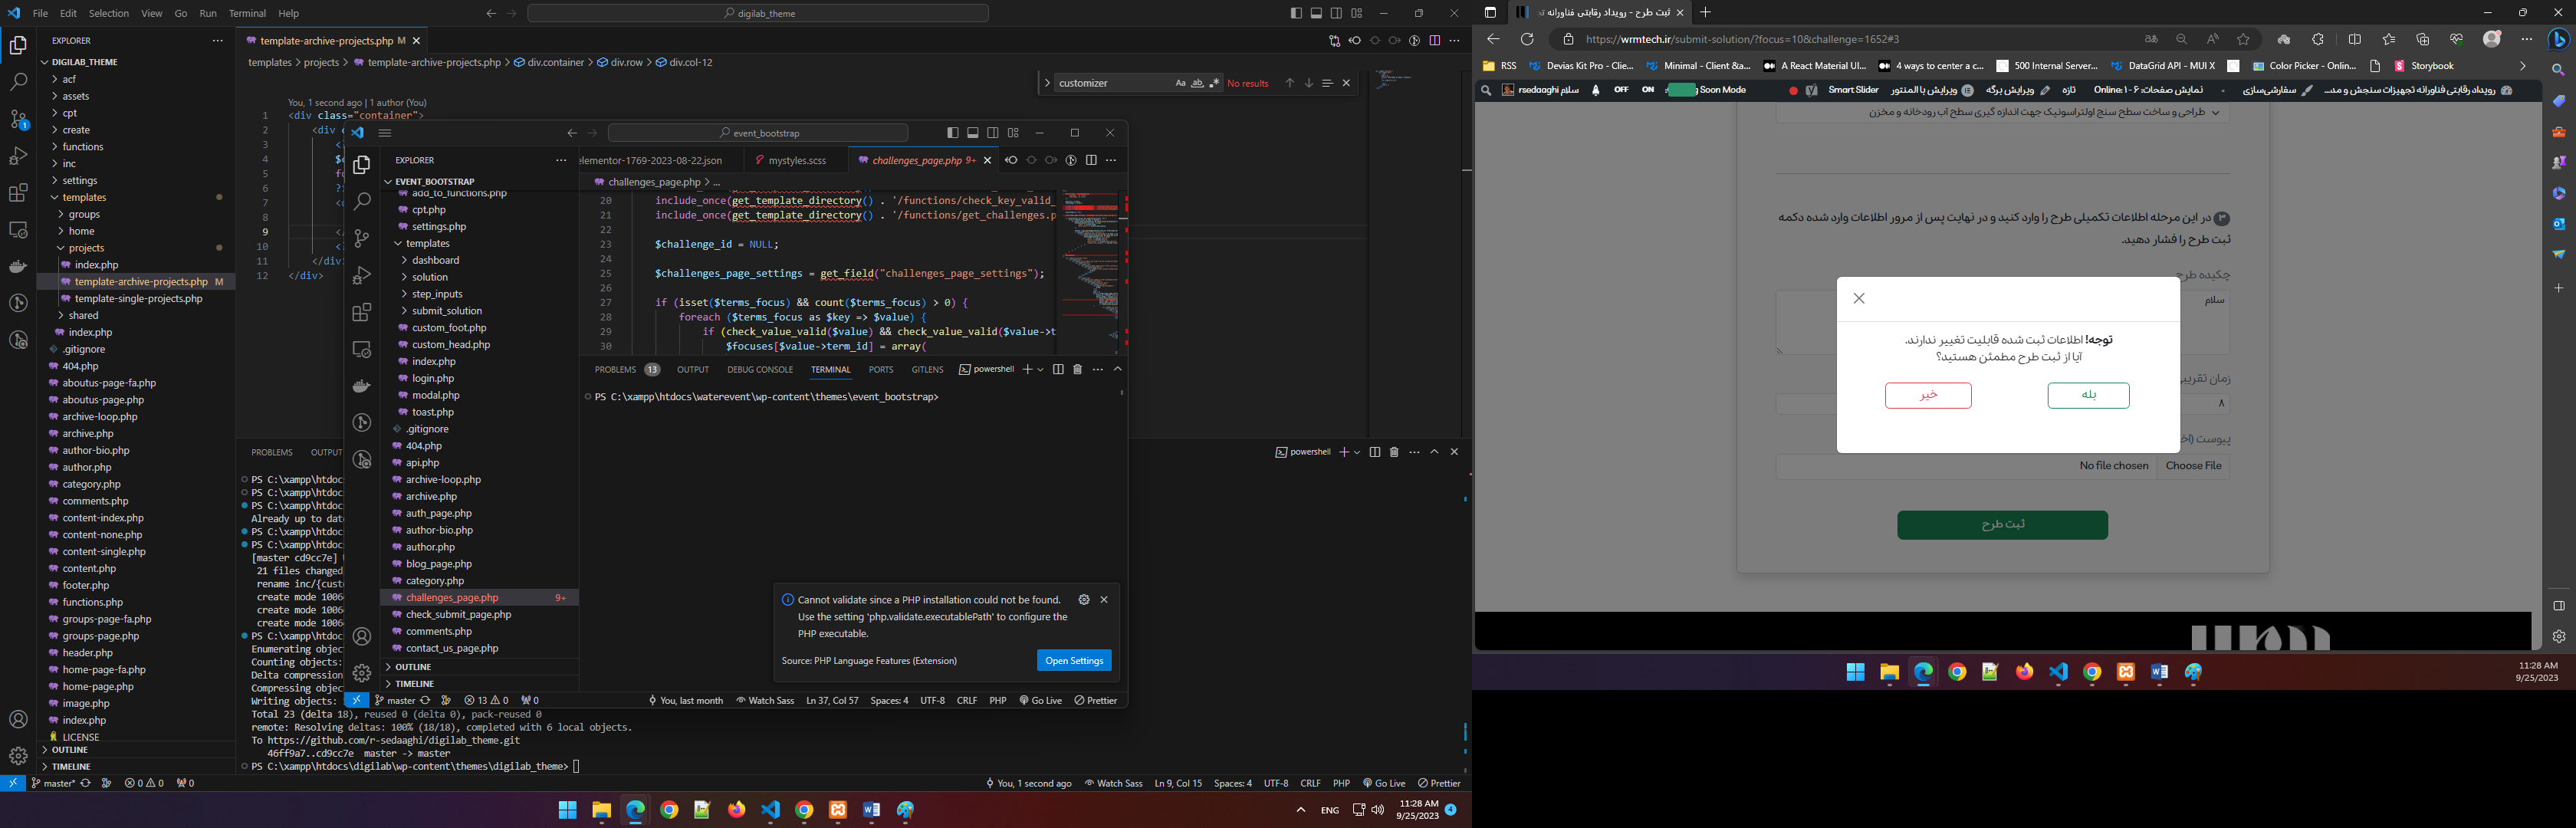 File Edit Selection View Go Run Terminal Help
digilab_theme
EXPLORER
DIGILAB_THEME
acf
assets
cpt
create
functions
inc
settings
templates
groups
home
projects
index.php
template-archive-projects.php M
template-single-projects.php
shared
index.php
.gitignore
404.php
aboutus-page-fa.php
aboutus-page.php
archive-loop.php
archive.php
author-bio.php
author.php
category.php
comments.php
content-index.php
content-none.php
content-single.php
content.php
footer.php
functions.php
groups-page-fa.php
groups-page.php
header.php
home-page-fa.php
home-page.php
image.php
index.php
LICENSE
OUTLINE
TIMELINE
template-archive-projects.php M
templates > projects > template-archive-projects.php > div.container > div.row > div.col-12
customizer
Aa ab No results
You, 1 second ago | 1 author (You)
1 <div class="container">
2 <div
3 <
4 $
5 fo
6 ?
7 <d
8
9 </
10 <
11 </div>
12 </div>
event_bootstrap
EXPLORER
EVENT_BOOTSTRAP
add_to_functions.php
cpt.php
settings.php
templates
dashboard
solution
step_inputs
submit_solution
custom_foot.php
custom_head.php
index.php
login.php
modal.php
toast.php
.gitignore
404.php
api.php
archive-loop.php
archive.php
auth_page.php
author-bio.php
author.php
blog_page.php
category.php
challenges_page.php 9+
check_submit_page.php
comments.php
contact_us_page.php
OUTLINE
TIMELINE
elementor-1769-2023-08-22.json
mystyles.scss
challenges_page.php 9+
challenges_page.php > ...
20 include_once(get_template_directory() . '/functions/check_key_valid_
21 include_once(get_template_directory() . '/functions/get_challenges.p
22
23 $challenge_id = NULL;
24
25 $challenges_page_settings = get_field("challenges_page_settings");
26
27 if (isset($terms_focus) && count($terms_focus) > 0) {
28 foreach ($terms_focus as $key => $value) {
29 if (check_value_valid($value) && check_value_valid($value->t
30 $focuses[$value->term_id] = array(
PROBLEMS 13 OUTPUT DEBUG CONSOLE TERMINAL PORTS GITLENS powershell
PS C:\xampp\htdocs\waterevent\wp-content\themes\event_bootstrap>
Cannot validate since a PHP installation could not be found.
Use the setting 'php.validate.executablePath' to configure the
PHP executable.
Source: PHP Language Features (Extension)
Open Settings
master 13 0 0 You, last month Watch Sass Ln 37, Col 57 Spaces: 4 UTF-8 CRLF PHP Go Live Prettier
PROBLEMS OUTPUT
powershell
PS C:\xampp\htdoc
PS C:\xampp\htdoc
PS C:\xampp\htdoc
Already up to dat
PS C:\xampp\htdoc
PS C:\xampp\htdoc
[master cd9cc7e]
21 files changed
rename inc/{cust
create mode 1006
create mode 1006
create mode 1006
PS C:\xampp\htdoc
Enumerating objec
Counting objects:
Delta compression
Compressing objec
Writing objects:
Total 23 (delta 18), reused 0 (delta 0), pack-reused 0
remote: Resolving deltas: 100% (18/18), completed with 6 local objects.
To https://github.com/r-sedaaghi/digilab_theme.git
46ff9a7..cd9cc7e master -> master
PS C:\xampp\htdocs\digilab\wp-content\themes\digilab_theme>
master* 0 0 0 You, 1 second ago Watch Sass Ln 9, Col 15 Spaces: 4 UTF-8 CRLF PHP Go Live Prettier
ENG
11:28 AM
9/25/2023
4
ثبت طرح - رویداد رقابتی فناورانه تج
https://wrmtech.ir/submit-solution/?focus=10&challenge=1652#3
RSS Devias Kit Pro - Clie... Minimal - Client &a... A React Material UI... 4 ways to center a c... 500 Internal Server... DataGrid API - MUI X Color Picker - Onlin... Storybook
رویداد رقابتی فناورانه تجهیزات سنجش و مد... سفارشی‌سازی نمایش صفحات: ۶ - ۱ :Online تازه ویرایش برگه ویرایش با المنتور Smart Slider g Soon Mode ON OFF سلام rsedaaghi
طراحی و ساخت سطح سنج اولتراسونیک جهت اندازه گیری سطح آب رودخانه و مخزن
۳ در این مرحله اطلاعات تکمیلی طرح را وارد کنید و در نهایت پس از مرور اطلاعات وارد شده دکمه
ثبت طرح را فشار دهید.
چکیده طرح
سلام
زمان تقریبی
۸
پیوست (اخ
Choose File No file chosen
ثبت طرح
توجه! اطلاعات ثبت شده قابلیت تغییر ندارند.
آیا از ثبت طرح مطمئن هستید؟
بله
خیر
11:28 AM
9/25/2023